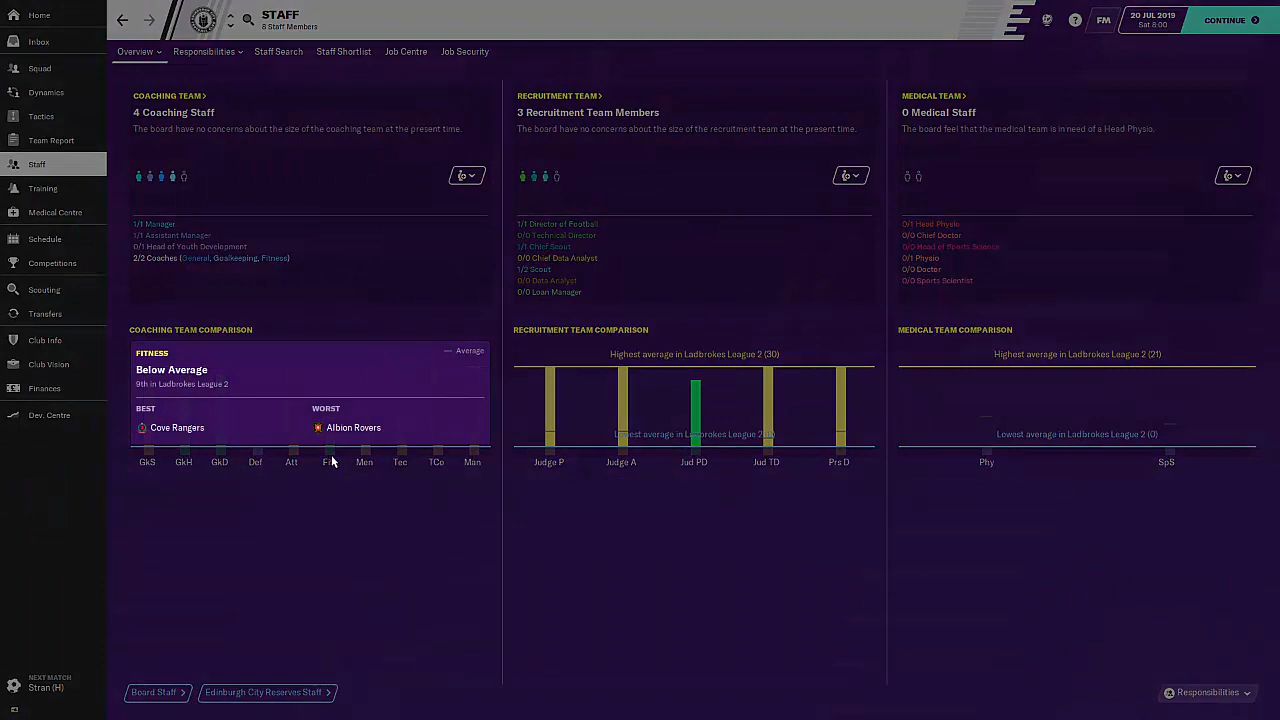 Home
Inbox
Squad
Dynamics
Tactics
Team Report
Staff
Training
Medical Centre
Schedule
Competitions
Scouting
Transfers
Club Info
Club Vision
Finances
Dev. Centre
NEXT MATCH
Stran (H)
STAFF
8 Staff Members
?
FM
20 JUL 2019
Sat 8:00
CONTINUE
Overview
Responsibilities
Staff Search
Staff Shortlist
Job Centre
Job Security
COACHING TEAM >
4 Coaching Staff
The board have no concerns about the size of the coaching team at the present time.
1/1 Manager
1/1 Assistant Manager
0/1 Head of Youth Development
2/2 Coaches (General, Goalkeeping, Fitness)
COACHING TEAM COMPARISON
FITNESS
Average
Below Average
9th in Ladbrokes League 2
BEST
WORST
Cove Rangers
Albion Rovers
GkS GkH GkD Def Att Men Tec TCo Man
RECRUITMENT TEAM >
3 Recruitment Team Members
The board have no concerns about the size of the recruitment team at the present time.
1/1 Director of Football
0/0 Technical Director
1/1 Chief Scout
0/0 Chief Data Analyst
1/2 Scout
0/0 Data Analyst
0/0 Loan Manager
RECRUITMENT TEAM COMPARISON
Highest average in Ladbrokes League 2 (30)
Lowest average in Ladbrokes League 2
Judge P Judge A Jud PD Jud TD Prs D
MEDICAL TEAM >
0 Medical Staff
The board feel that the medical team is in need of a Head Physio.
0/1 Head Physio
0/0 Chief Doctor
0/0 Head of Sports Science
0/1 Physio
0/0 Doctor
0/0 Sports Scientist
MEDICAL TEAM COMPARISON
Highest average in Ladbrokes League 2 (21)
Lowest average in Ladbrokes League 2 (0)
Phy SpS
Board Staff >
Edinburgh City Reserves Staff >
Responsibilities